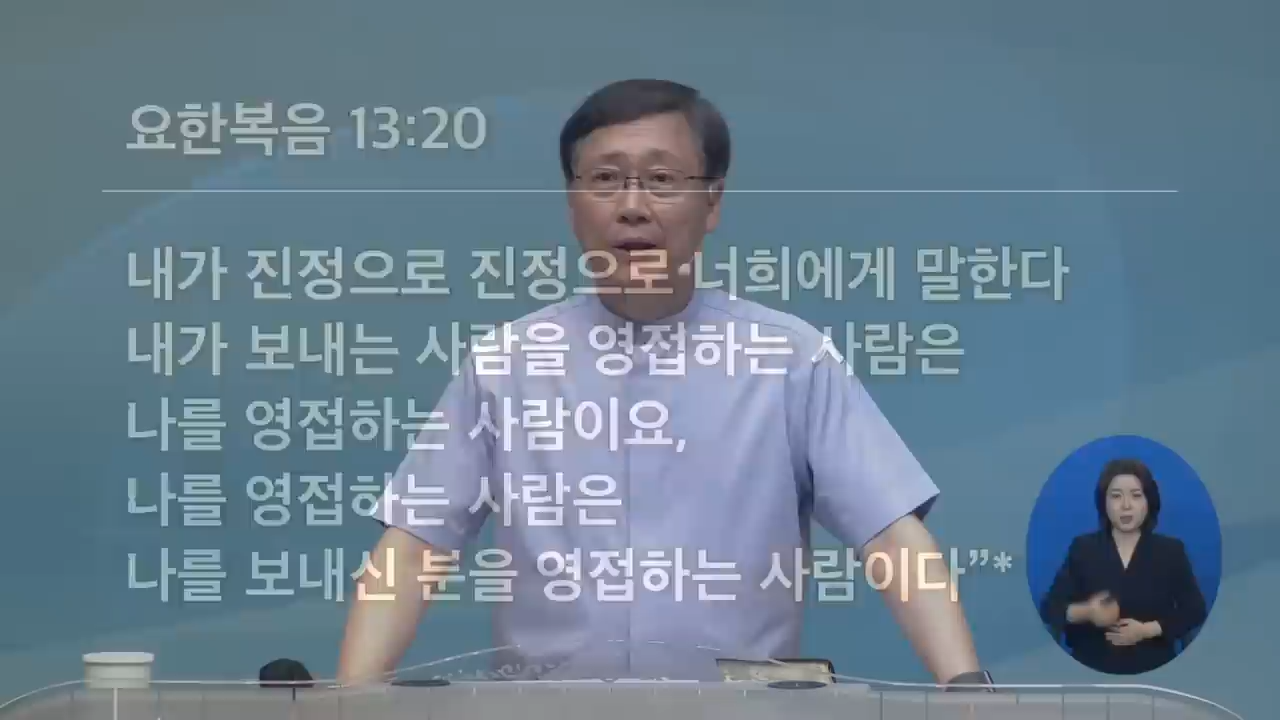 요한복음 13:20
내가 진정으로 진정으로 너희에게 말한다
내가 보내는 사람을 영접하는 사람은
나를 영접하는 사람이요,
나를 영접하는 사람은
나를 보내신 분을 영접하는 사람이다”*